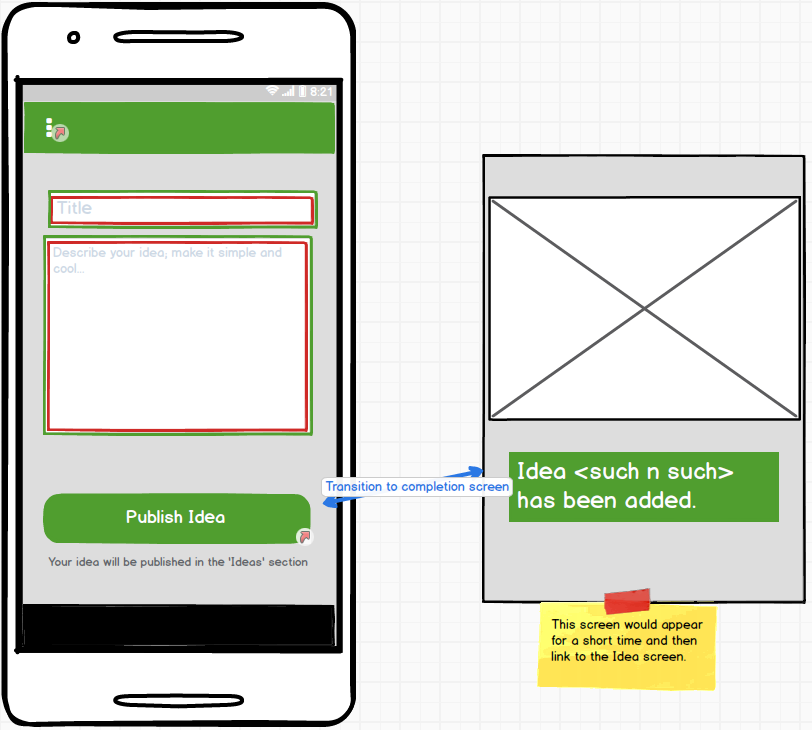 8:21
Title
Describe your idea, make it simple and
cool...
Publish Idea
Your idea will be published in the 'Ideas' section
Transition to completion screen
Idea <such n such>
has been added.
This screen would appear
for a short time and then
link to the Idea screen.